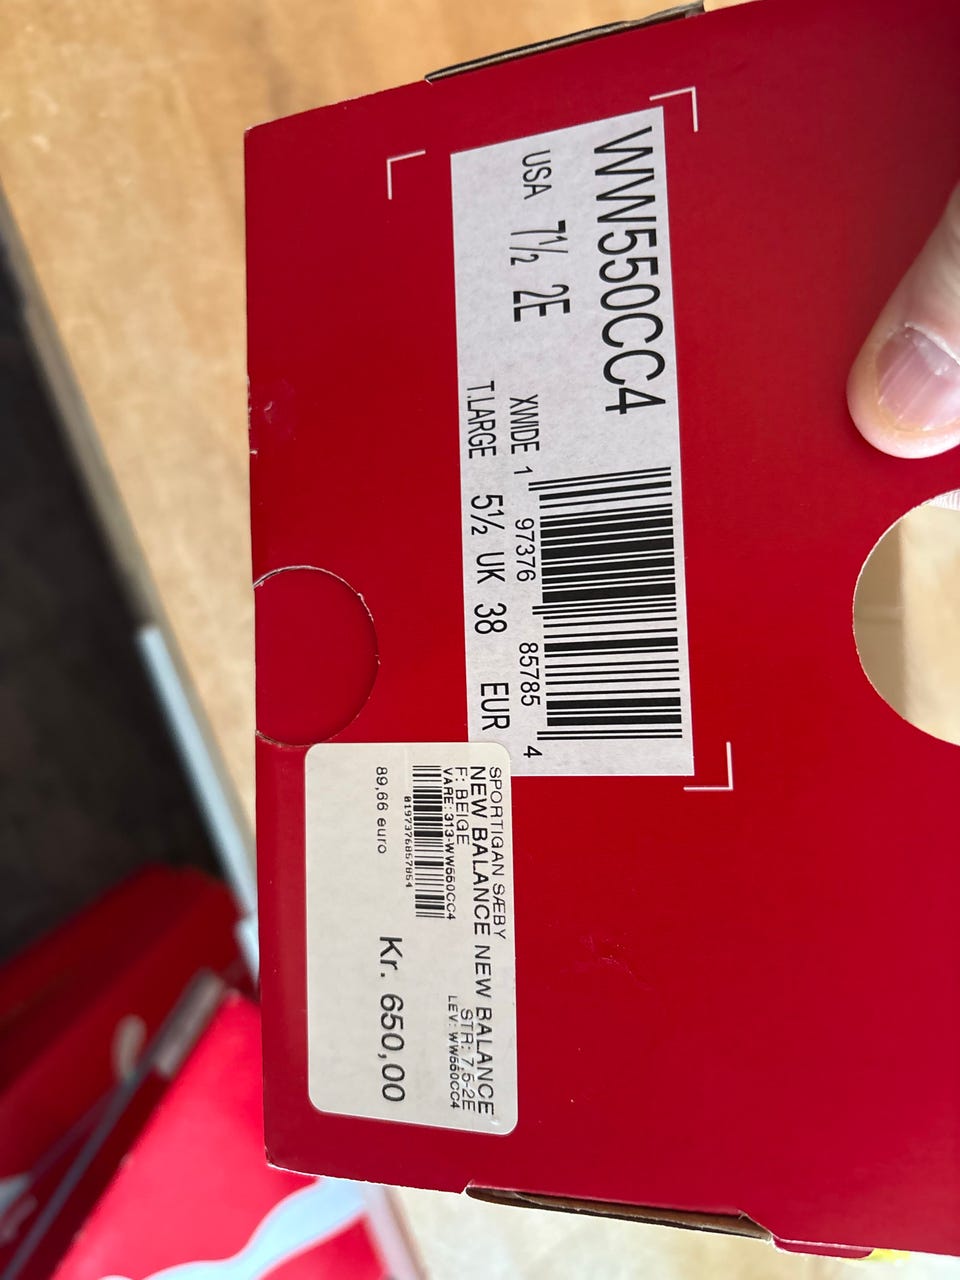 WW550CC4
USA 7½ 2E
XWIDE
T.LARGE 5½ UK 38 EUR
1 97376 85785 4
SPORTIGAN SÆBY
NEW BALANCE NEW BALANCE
F: BEIGE STR: 7,5-2E
VARE: 313-WW550CC4 LEV: WW550CC4
0197376857854
89,66 euro Kr. 650,00